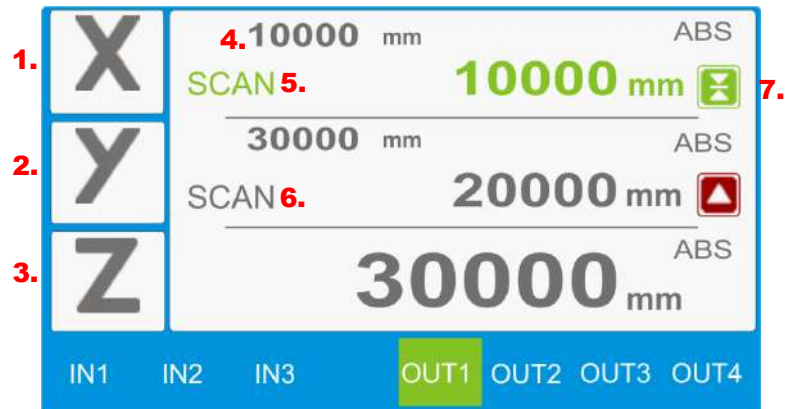 1. X 4.10000 mm ABS
SCAN 5. 10000 mm 7.
2. Y 30000 mm ABS
SCAN 6. 20000 mm
3. Z 30000 mm ABS
IN1 IN2 IN3 OUT1 OUT2 OUT3 OUT4